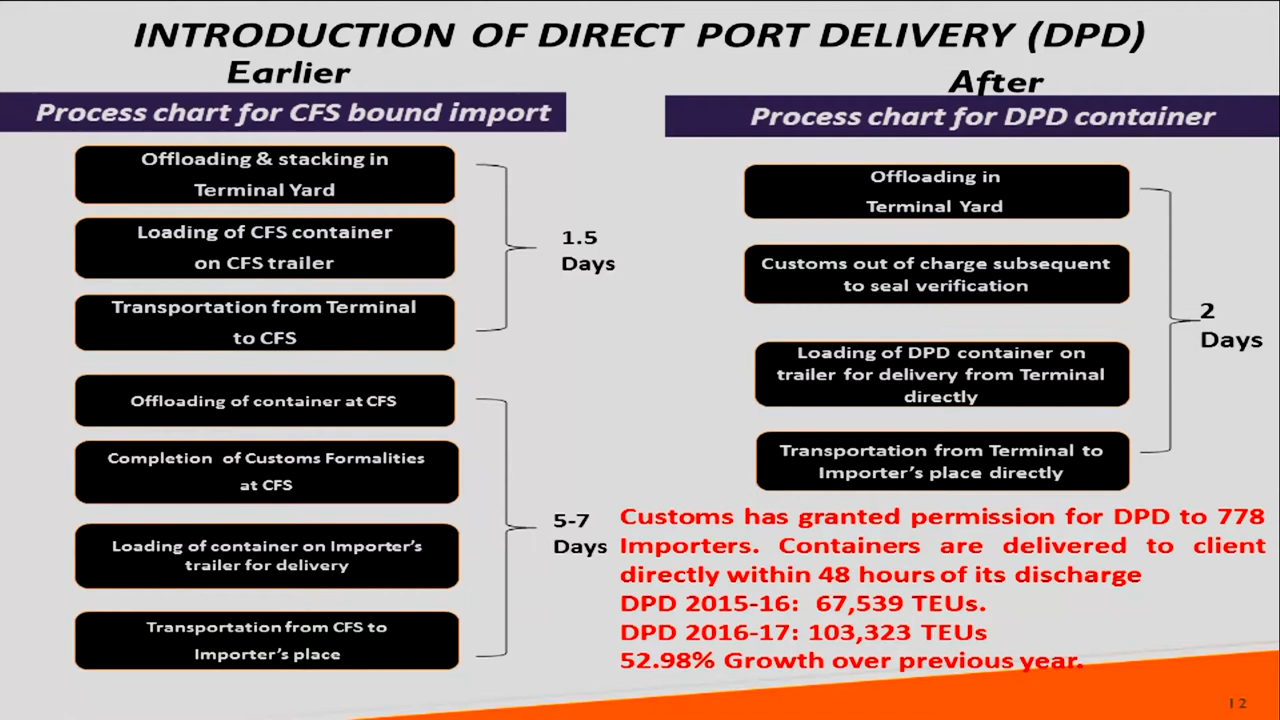 INTRODUCTION OF DIRECT PORT DELIVERY (DPD)
Earlier
Process chart for CFS bound import
Offloading & stacking in
Terminal Yard
Loading of CFS container
on CFS trailer
Transportation from Terminal
to CFS
1.5
Days
Offloading of container at CFS
Completion of Customs Formalities
at CFS
Loading of container on Importer's
trailer for delivery
Transportation from CFS to
Importer's place
5-7
Days
After
Process chart for DPD container
Offloading in
Terminal Yard
Customs out of charge subsequent
to seal verification
Loading of DPD container on
trailer for delivery from Terminal
directly
Transportation from Terminal to
Importer's place directly
2
Days
Customs has granted permission for DPD to 778
Importers. Containers are delivered to client
directly within 48 hours of its discharge
DPD 2015-16: 67,539 TEUs.
DPD 2016-17: 103,323 TEUs
52.98% Growth over previous year.
12